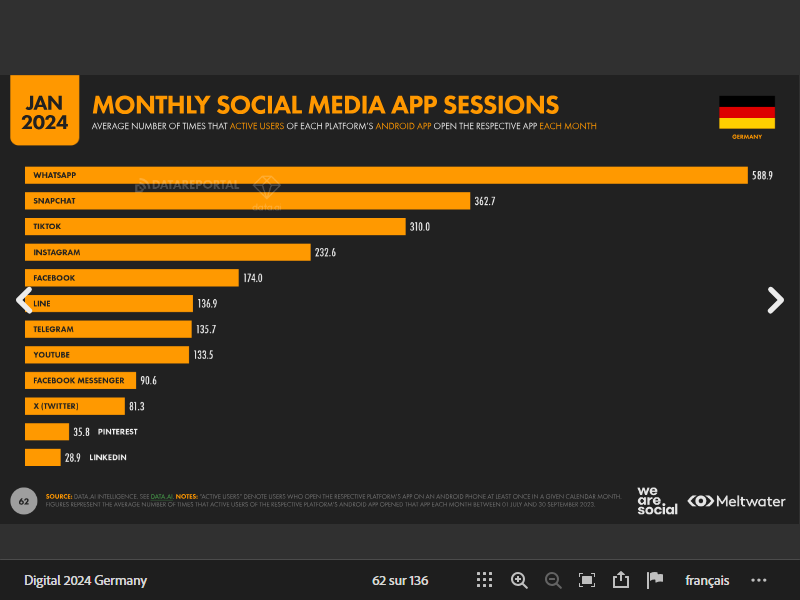 JAN
2024
MONTHLY SOCIAL MEDIA APP SESSIONS
AVERAGE NUMBER OF TIMES THAT ACTIVE USERS OF EACH PLATFORM'S ANDROID APP OPEN THE RESPECTIVE APP EACH MONTH
GERMANY
WHATSAPP 588.9
DATAREPORTAL
SNAPCHAT 362.7
TIKTOK 310.0
INSTAGRAM 232.6
FACEBOOK 174.0
LINE 136.9
TELEGRAM 135.7
YOUTUBE 133.5
FACEBOOK MESSENGER 90.6
X (TWITTER) 81.3
35.8 PINTEREST
28.9 LINKEDIN
62
SOURCE: DATA.AI INTELLIGENCE. SEE DATA.AI. NOTES: "ACTIVE USERS" DENOTE USERS WHO OPEN THE RESPECTIVE PLATFORM'S APP ON AN ANDROID PHONE AT LEAST ONCE IN A GIVEN CALENDAR MONTH.
FIGURES REPRESENT THE AVERAGE NUMBER OF TIMES THAT ACTIVE USERS OF THE RESPECTIVE PLATFORM'S ANDROID APP OPENED THAT APP EACH MONTH BETWEEN 01 JULY AND 30 SEPTEMBER 2023.
we
are
social
Meltwater
Digital 2024 Germany
62 sur 136
français